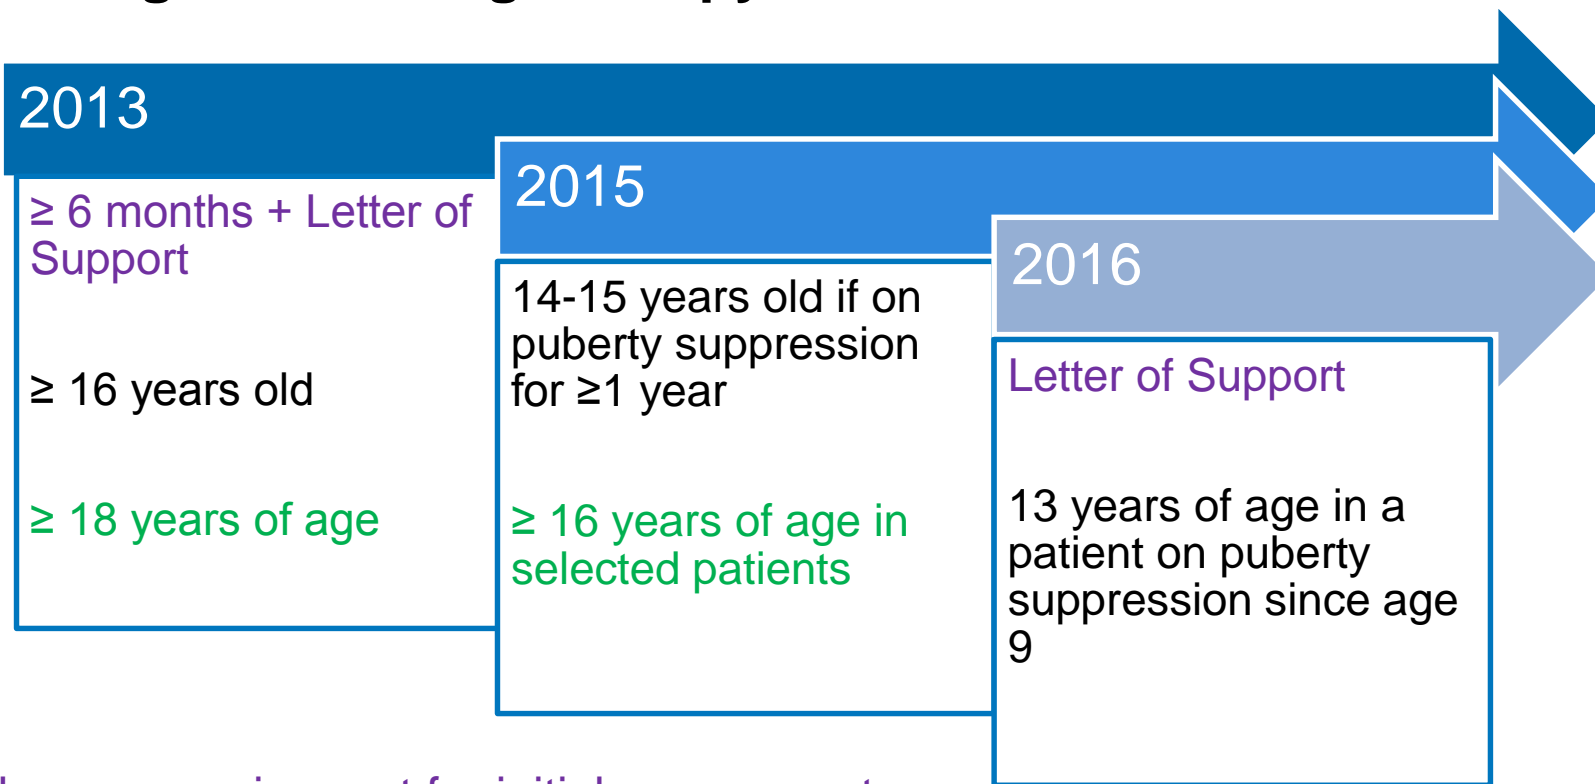 2013
≥ 6 months + Letter of
Support
≥ 16 years old
≥ 18 years of age
2015
14-15 years old if on
puberty suppression
for ≥1 year
≥ 16 years of age in
selected patients
2016
Letter of Support
13 years of age in a
patient on puberty
suppression since age
9